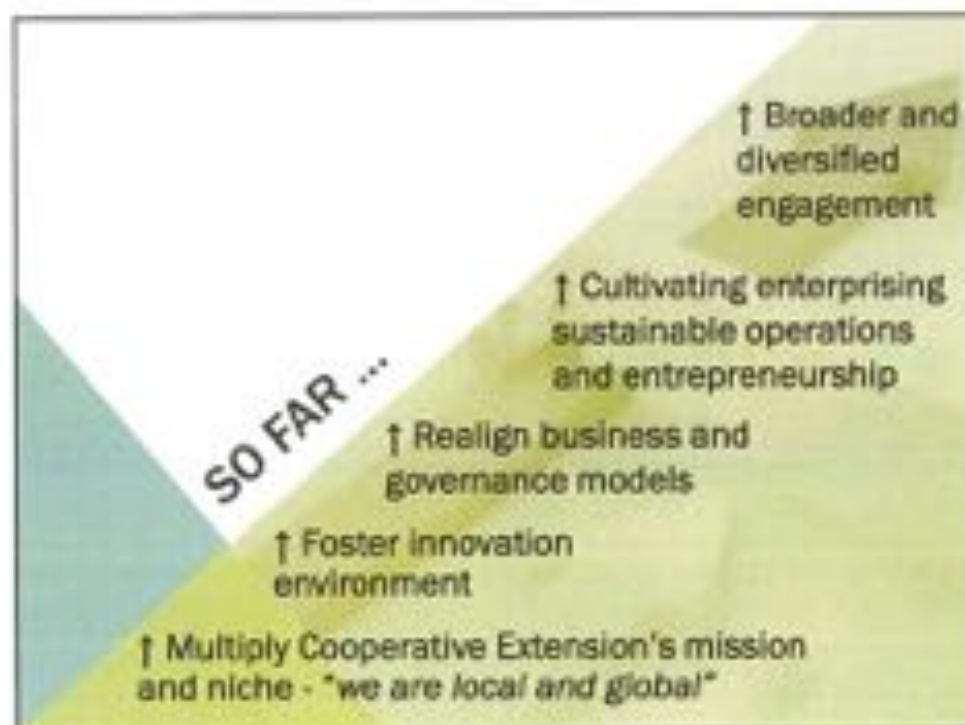 ↑ Broader and
diversified
engagement
↑ Cultivating enterprising
sustainable operations
and entrepreneurship
SO FAR ...
↑ Realign business and
governance models
↑ Foster innovation
environment
↑ Multiply Cooperative Extension's mission
and niche - "we are local and global"